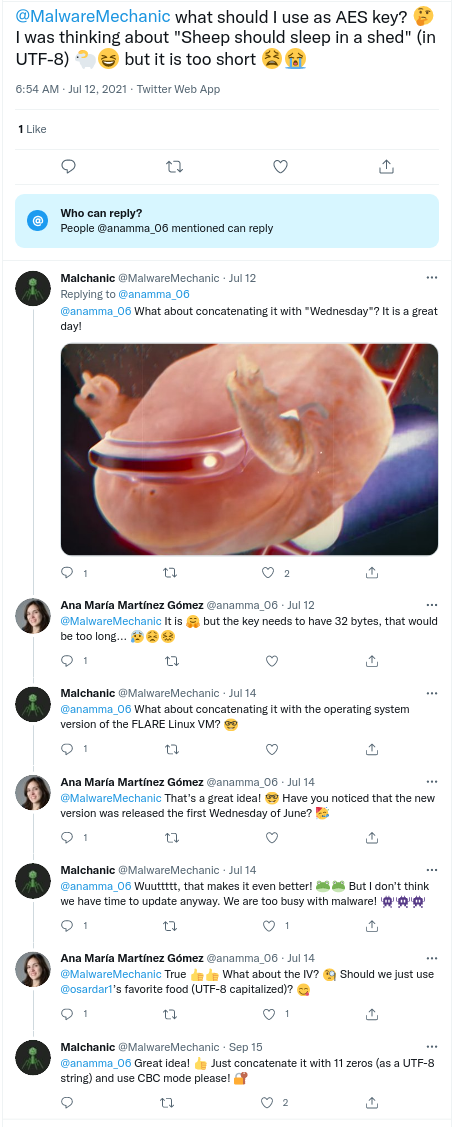 @MalwareMechanic what should I use as AES key? 🤔
I was thinking about "Sheep should sleep in a shed" (in
UTF-8) 🐑😆 but it is too short 😫😭
6:54 AM · Jul 12, 2021 · Twitter Web App
1 Like
@
Who can reply?
People @anamma_06 mentioned can reply
Malchanic @MalwareMechanic · Jul 12
Replying to @anamma_06
@anamma_06 What about concatenating it with "Wednesday"? It is a great
day!
1 2
Ana María Martínez Gómez @anamma_06 · Jul 12
@MalwareMechanic It is 🤗 but the key needs to have 32 bytes, that would
be too long... 😰😣😖
1
Malchanic @MalwareMechanic · Jul 14
@anamma_06 What about concatenating it with the operating system
version of the FLARE Linux VM? 🤓
1
Ana María Martínez Gómez @anamma_06 · Jul 14
@MalwareMechanic That's a great idea! 🤓 Have you noticed that the new
version was released the first Wednesday of June? 🥳
1
Malchanic @MalwareMechanic · Jul 14
@anamma_06 Wuuttttt, that makes it even better! 🐸🐸 But I don't think
we have time to update anyway. We are too busy with malware! 👾👾👾
1 1
Ana María Martínez Gómez @anamma_06 · Jul 14
@MalwareMechanic True 👍👍 What about the IV? 🧐 Should we just use
@osardar1's favorite food (UTF-8 capitalized)? 😋
1 1
Malchanic @MalwareMechanic · Sep 15
@anamma_06 Great idea! 👍 Just concatenate it with 11 zeros (as a UTF-8
string) and use CBC mode please! 🔐
2